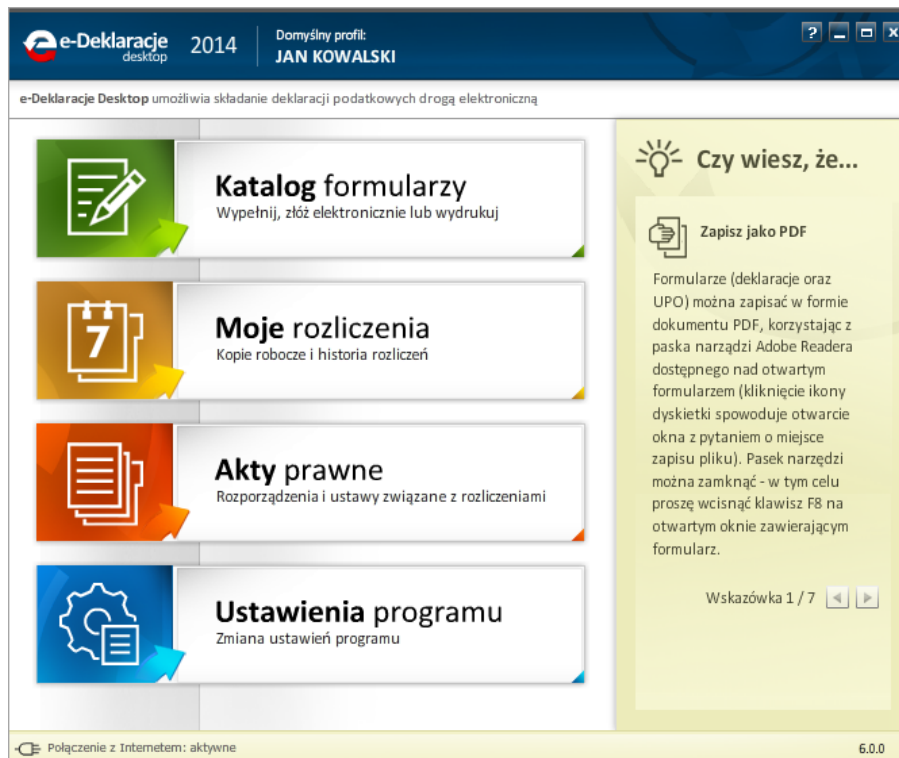 e-Deklaracje
desktop
2014
Domyślny profil:
JAN KOWALSKI
?
e-Deklaracje Desktop umożliwia składanie deklaracji podatkowych drogą elektroniczną
Katalog formularzy
Wypełnij, złóż elektronicznie lub wydrukuj
7
Moje rozliczenia
Kopie robocze i historia rozliczeń
Akty prawne
Rozporządzenia i ustawy związane z rozliczeniami
Ustawienia programu
Zmiana ustawień programu
Czy wiesz, że...
Zapisz jako PDF
Formularze (deklaracje oraz
UPO) można zapisać w formie
dokumentu PDF, korzystając z
paska narządzi Adobe Readera
dostępnego nad otwartym
formularzem (kliknięcie ikony
dyskietki spowoduje otwarcie
okna z pytaniem o miejsce
zapisu pliku). Pasek narzędzi
można zamknąć - w tym celu
proszę wcisnąć klawisz F8 na
otwartym oknie zawierającym
formularz.
Wskazówka 1 / 7
Połączenie z Internetem: aktywne
6.0.0